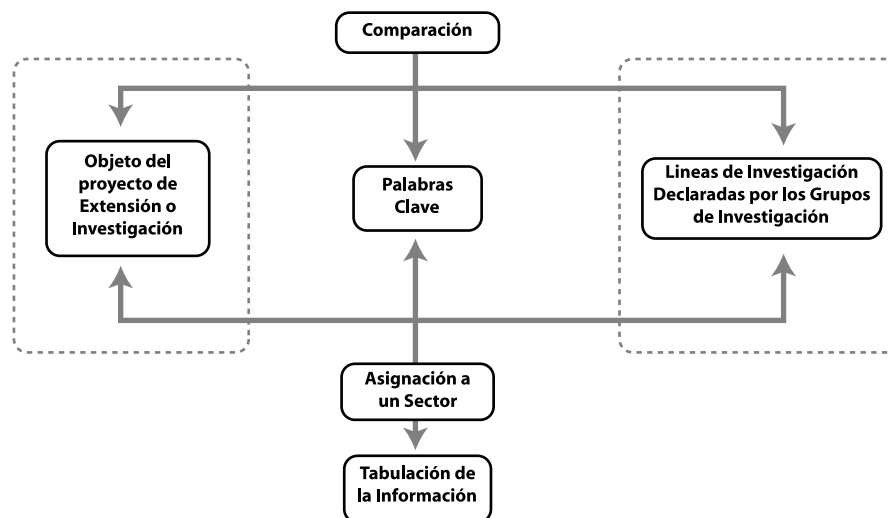 Comparación
Objeto del
proyecto de
Extensión o
Investigación
Palabras
Clave
Lineas de Investigación
Declaradas por los Grupos
de Investigación
Asignación a
un Sector
Tabulación de
la Información